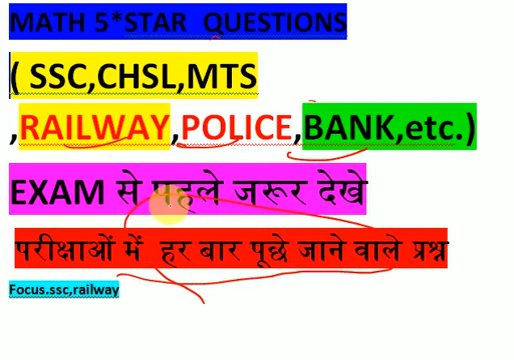 MATH 5*STAR QUESTIONS
( SSC,CHSL,MTS
,RAILWAY,POLICE,BANK,etc.)
EXAM से पहले जरूर देखे
परीक्षाओं में हर बार पूछे जाने वाले प्रश्न
Focus.ssc,railway